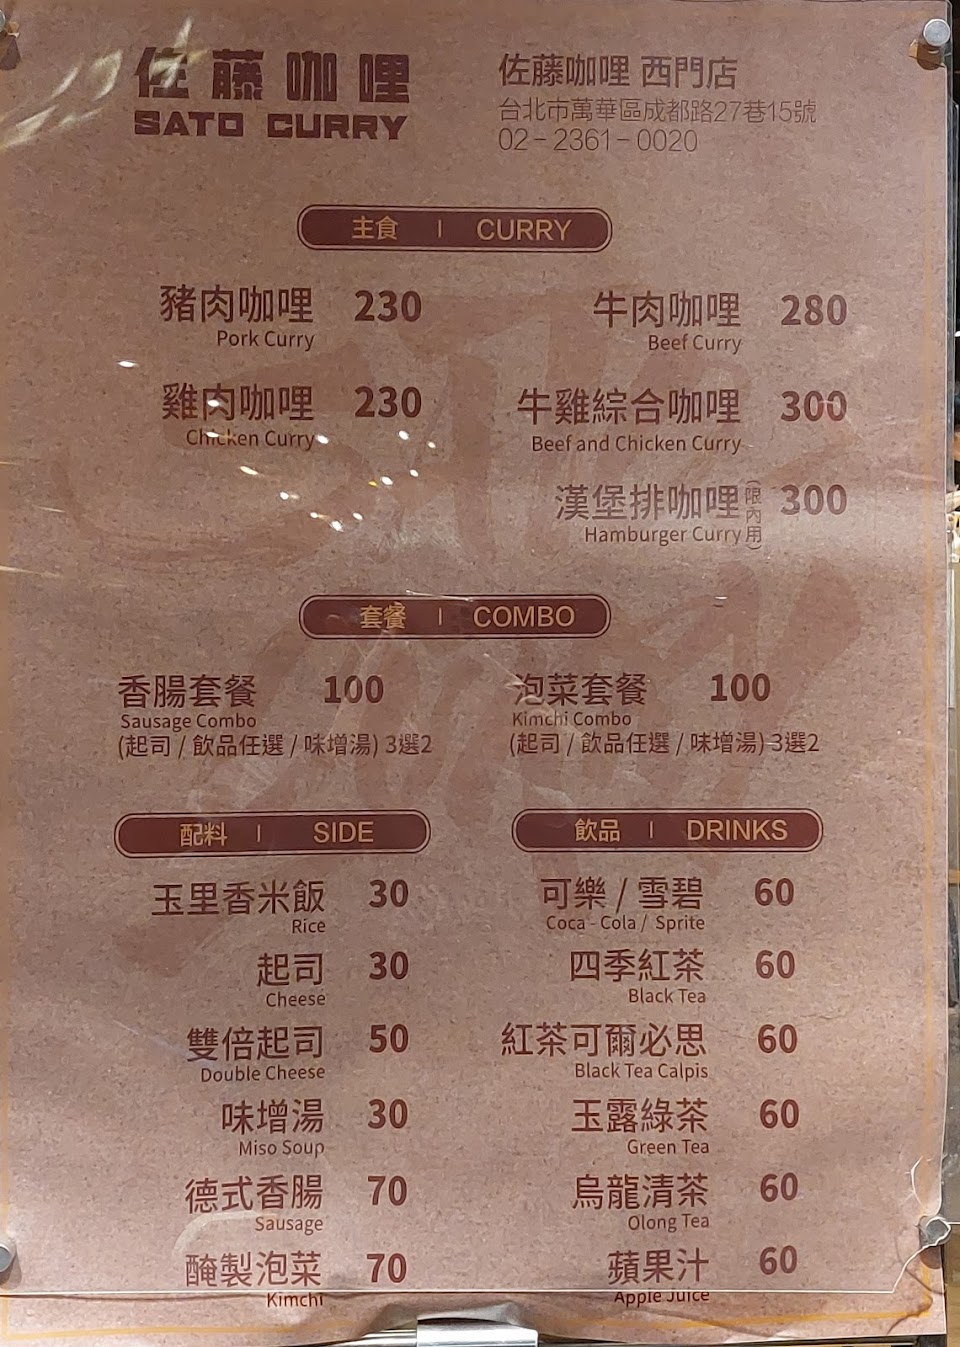 佐藤咖哩
SATO CURRY
佐藤咖哩 西門店
台北市萬華區成都路27巷15號
02-2361-0020
主食 | CURRY
豬肉咖哩 230
Pork Curry
牛肉咖哩 280
Beef Curry
雞肉咖哩 230
Chicken Curry
牛雞綜合咖哩 300
Beef and Chicken Curry
漢堡排咖哩(限內用) 300
Hamburger Curry
套餐 | COMBO
香腸套餐 100
Sausage Combo
(起司 / 飲品任選 / 味增湯) 3選2
泡菜套餐 100
Kimchi Combo
(起司 / 飲品任選 / 味增湯) 3選2
配料 | SIDE
玉里香米飯 30
Rice
起司 30
Cheese
雙倍起司 50
Double Cheese
味增湯 30
Miso Soup
德式香腸 70
Sausage
醃製泡菜 70
Kimchi
飲品 | DRINKS
可樂 / 雪碧 60
Coca-Cola / Sprite
四季紅茶 60
Black Tea
紅茶可爾必思 60
Black Tea Calpis
玉露綠茶 60
Green Tea
烏龍清茶 60
Olong Tea
蘋果汁 60
Apple Juice